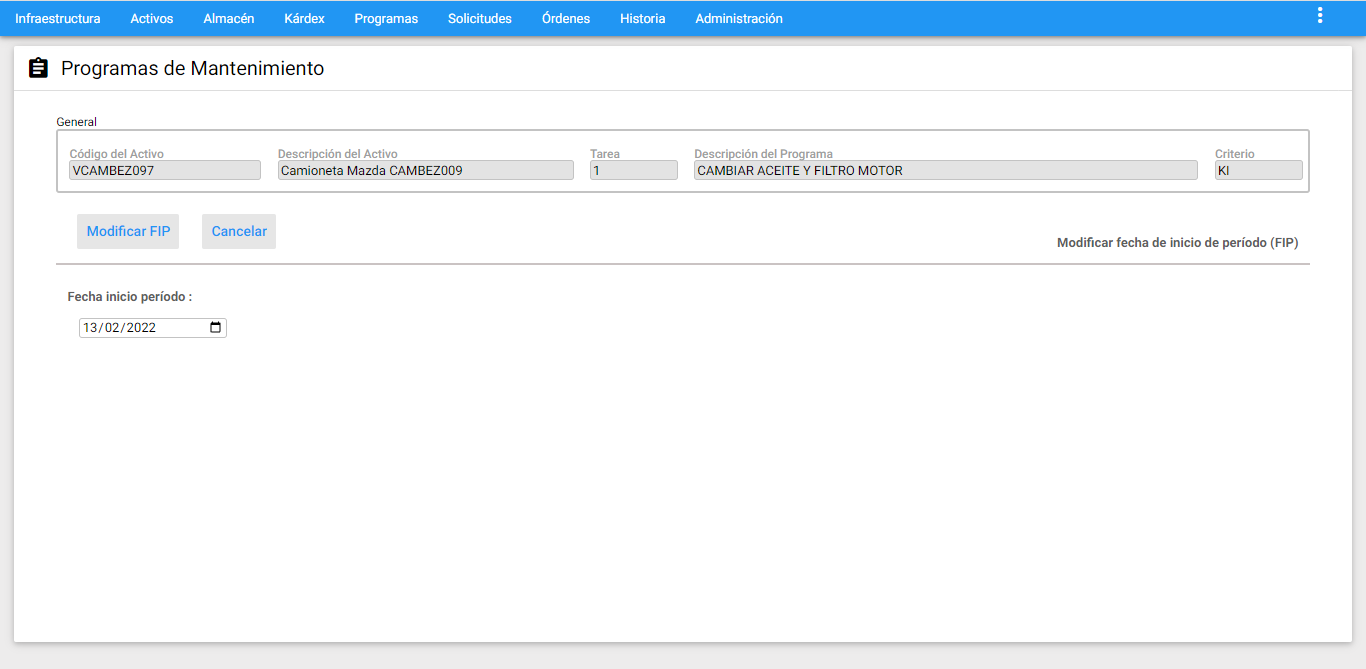 Infraestructura Activos Almacén Kárdex Programas Solicitudes Órdenes Historia Administración
Programas de Mantenimiento
General
Código del Activo Descripción del Activo Tarea Descripción del Programa Criterio
VCAMBEZ097 Camioneta Mazda CAMBEZ009 1 CAMBIAR ACEITE Y FILTRO MOTOR KI
Modificar FIP Cancelar
Modificar fecha de inicio de período (FIP)
Fecha inicio período :
13/02/2022